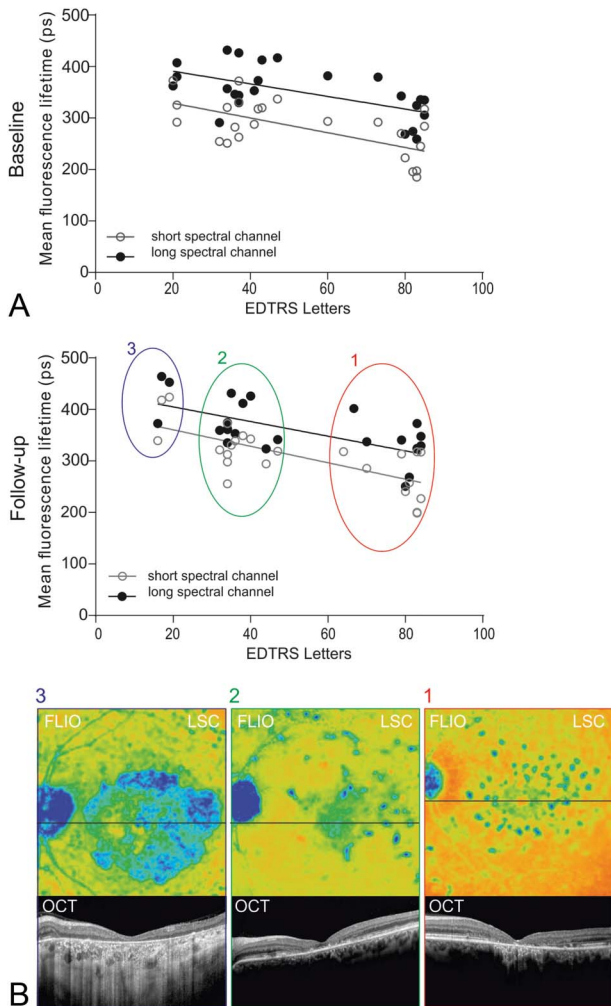 Baseline
Mean fluorescence lifetime (ps)
500
400
300
200
100
0
short spectral channel
long spectral channel
0 20 40 60 80 100
EDTRS Letters
A
Follow-up
Mean fluorescence lifetime (ps)
3
2
1
500
400
300
200
100
0
short spectral channel
long spectral channel
0 20 40 60 80 100
EDTRS Letters
3 2 1
FLIO LSC FLIO LSC FLIO LSC
OCT OCT OCT
B